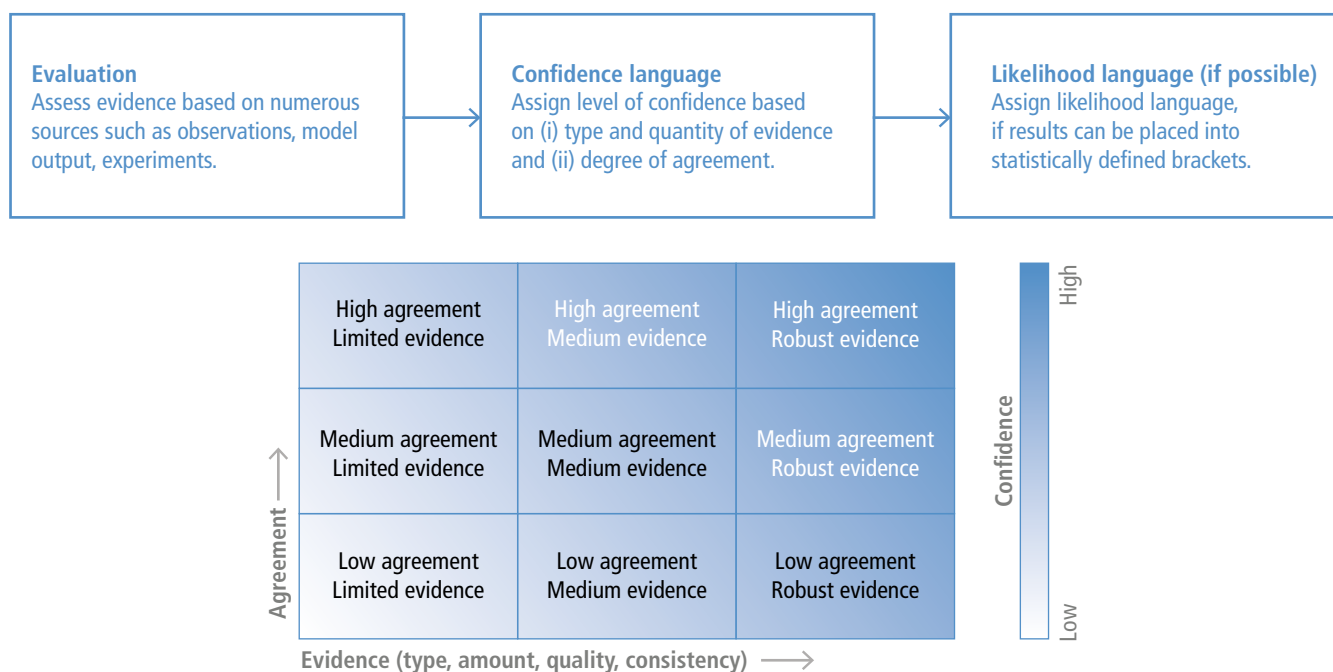 Evaluation
Assess evidence based on numerous
sources such as observations, model
output, experiments.
Confidence language
Assign level of confidence based
on (i) type and quantity of evidence
and (ii) degree of agreement.
Likelihood language (if possible)
Assign likelihood language,
if results can be placed into
statistically defined brackets.
High agreement
Limited evidence
High agreement
Medium evidence
High agreement
Robust evidence
Medium agreement
Limited evidence
Medium agreement
Medium evidence
Medium agreement
Robust evidence
Low agreement
Limited evidence
Low agreement
Medium evidence
Low agreement
Robust evidence
Agreement
Evidence (type, amount, quality, consistency)
High
Confidence
Low